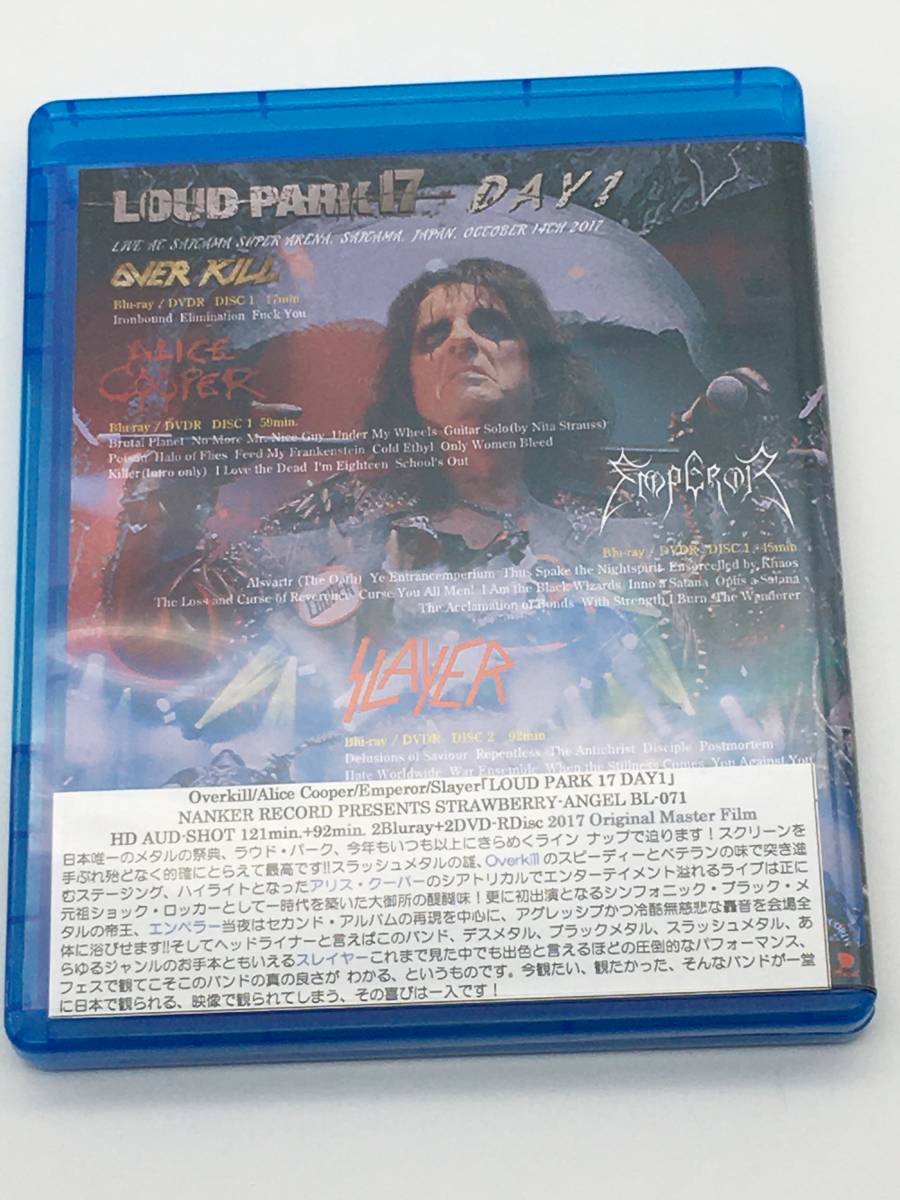 LOUD PARK 17 DAY1
LIVE AT SAITAMA SUPER ARENA, SAITAMA, JAPAN, OCTOBER 14TH 2017
OVER KILL
Blu-ray / DVDR DISC 1 17min
Ironbound Elimination Fuck You
ALICE
COOPER
Blu-ray / DVDR DISC 1 59min.
Brutal Planet No More Mr. Nice Guy Under My Wheels Guitar Solo(by Nita Strauss)
Poison Halo of Flies Feed My Frankenstein Cold Ethyl Only Women Bleed
Killer(Intro only) I Love the Dead I'm Eighteen School's Out
EMPEROR
Blu-ray / DVDR DISC 1 45min
Alsvartr (The Oath) Ye Entrancemperium Thus Spake the Nightspirit Ensorcelled by Khaos
The Loss and Curse of Reverence Curse You All Men! I Am the Black Wizards Inno a Satana Opus a Satana
The Acclamation of Bonds With Strength I Burn The Wanderer
SLAYER
Blu-ray / DVDR DISC 2 92min
Delusions of Saviour Repentless The Antichrist Disciple Postmortem
Hate Worldwide War Ensemble When the Stillness Comes You Against You
Overkill/Alice Cooper/Emperor/Slayer「LOUD PARK 17 DAY1」
NANKER RECORD PRESENTS STRAWBERRY-ANGEL BL-071
HD AUD-SHOT 121min.+92min. 2Bluray+2DVD-RDisc 2017 Original Master Film
日本唯一のメタルの祭典、ラウド・パーク、今年もいつも以上にきらめくライン ナップで迫ります！スクリーンを
手ぶれ殆どなく的確にとらえて最高です!!スラッシュメタルの雄、Overkillのスピーディーとベテランの味で突き進
むステージング、ハイライトとなったアリス・クーパーのシアトリカルでエンターテイメント溢れるライブは正に
元祖ショック・ロッカーとして一時代を築いた大御所の醍醐味！更に初出演となるシンフォニック・ブラック・メ
タルの帝王、エンペラー当夜はセカンド・アルバムの再現を中心に、アグレッシブかつ冷酷無慈悲な轟音を会場全
体に浴びせます!!そしてヘッドライナーと言えばこのバンド、デスメタル、ブラックメタル、スラッシュメタル、あ
らゆるジャンルのお手本ともいえるスレイヤーこれまで見た中でも出色と言えるほどの圧倒的なパフォーマンス、
フェスで観てこそこのバンドの真の良さが わかる、というものです。今観たい、観たかった、そんなバンドが一堂
に日本で観られる、映像で観られてしまう、その喜びは一入です！